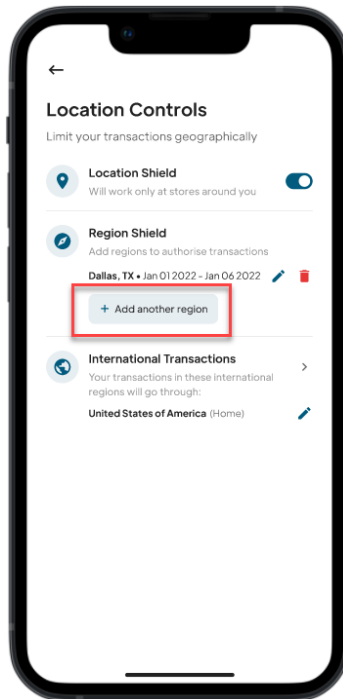 Location Controls
Limit your transactions geographically
Location Shield
Will work only at stores around you
Region Shield
Add regions to authorise transactions
Dallas, TX • Jan 01 2022 - Jan 06 2022
+ Add another region
International Transactions
Your transactions in these international
regions will go through:
United States of America (Home)